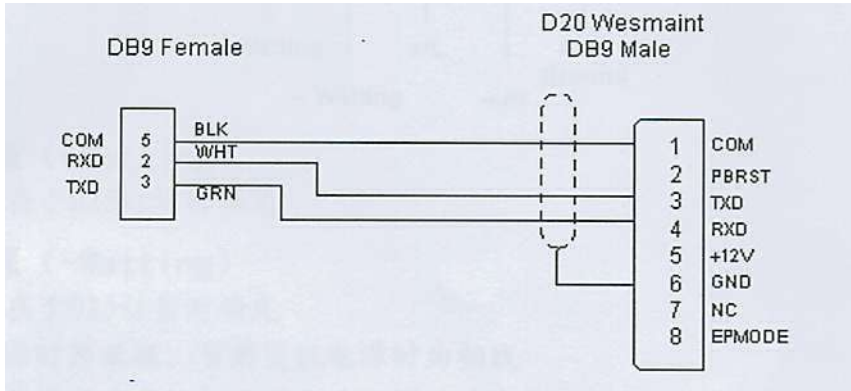 D20 Wesmaint
DB9 Male
DB9 Female
COM 5 BLK
RXD 2 WHT
TXD 3 GRN
1 COM
2 PBRST
3 TXD
4 RXD
5 +12V
6 GND
7 NC
8 EPMODE